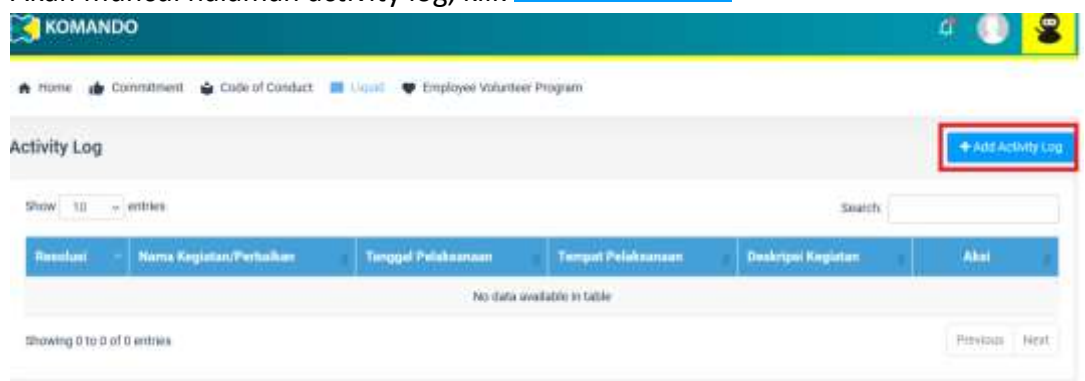 KOMANDO
Home Commitment Code of Conduct Liquid Employee Volunteer Program
Activity Log
+ Add Activity Log
Show 10 entries
Search:
Resolusi Nama Kegiatan/Perbaikan Tanggal Pelaksanaan Tempat Pelaksanaan Deskripsi Kegiatan Aksi
No data available in table
Showing 0 to 0 of 0 entries
Previous Next